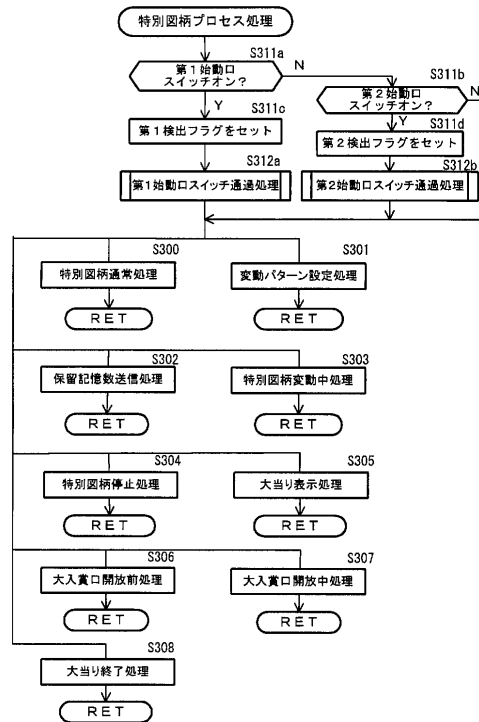 特別図柄プロセス処理
S311a
第1始動口
スイッチオン?
N
S311b
第2始動口
スイッチオン?
N
Y
S311c
第1検出フラグをセット
Y
S311d
第2検出フラグをセット
S312a
第1始動口スイッチ通過処理
S312b
第2始動口スイッチ通過処理
S300
特別図柄通常処理
RET
S301
変動パターン設定処理
RET
S302
保留記憶数送信処理
RET
S303
特別図柄変動中処理
RET
S304
特別図柄停止処理
RET
S305
大当り表示処理
RET
S306
大入賞口開放前処理
RET
S307
大入賞口開放中処理
RET
S308
大当り終了処理
RET